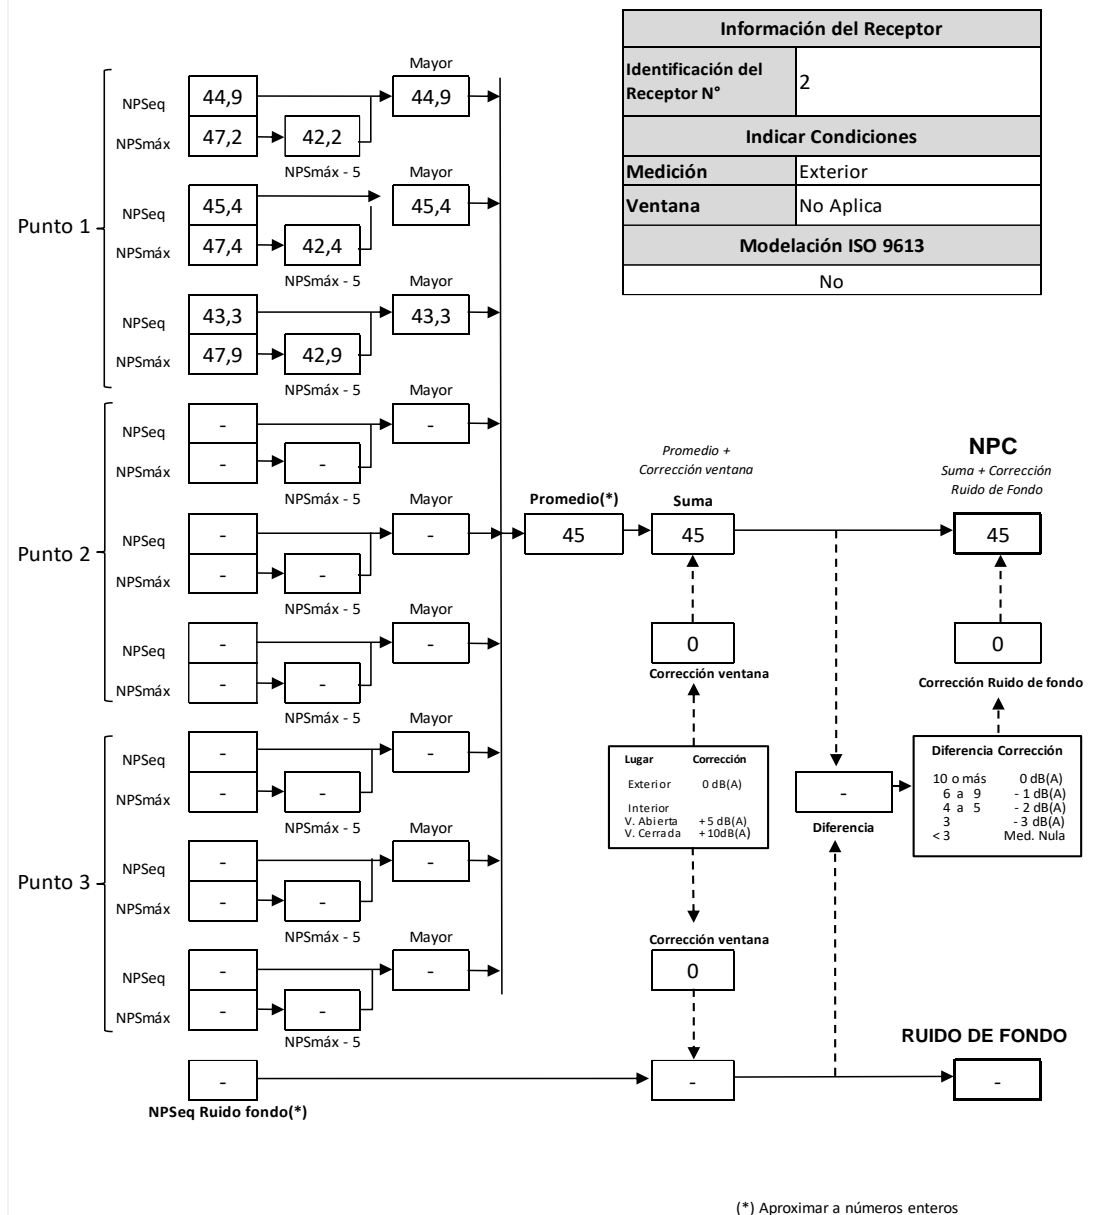 Información del Receptor
Identificación del
Receptor N°
2
Indicar Condiciones
Medición
Exterior
Ventana
No Aplica
Modelación ISO 9613
No
Punto 1
Mayor
NPSeq
44,9
44,9
NPSmáx
47,2
42,2
NPSmáx - 5
Mayor
NPSeq
45,4
45,4
NPSmáx
47,4
42,4
NPSmáx - 5
Mayor
NPSeq
43,3
43,3
NPSmáx
47,9
42,9
NPSmáx - 5
Punto 2
Mayor
NPSeq
-
-
NPSmáx
-
-
NPSmáx - 5
Mayor
NPSeq
-
-
NPSmáx
-
-
NPSmáx - 5
Mayor
NPSeq
-
-
NPSmáx
-
-
NPSmáx - 5
Punto 3
Mayor
NPSeq
-
-
NPSmáx
-
-
NPSmáx - 5
Mayor
NPSeq
-
-
NPSmáx
-
-
NPSmáx - 5
Mayor
NPSeq
-
-
NPSmáx
-
-
NPSmáx - 5
-
NPSeq Ruido fondo(*)
Promedio(*)
45
Promedio +
Corrección ventana
Suma
45
0
Corrección ventana
Lugar Corrección
Exterior 0 dB(A)
Interior
V. Abierta +5 dB(A)
V. Cerrada +10dB(A)
Corrección ventana
0
-
-
Diferencia
NPC
Suma + Corrección
Ruido de Fondo
45
0
Corrección Ruido de fondo
Diferencia Corrección
10 o más 0 dB(A)
6 a 9 - 1 dB(A)
4 a 5 - 2 dB(A)
3 - 3 dB(A)
< 3 Med. Nula
RUIDO DE FONDO
-
(*) Aproximar a números enteros